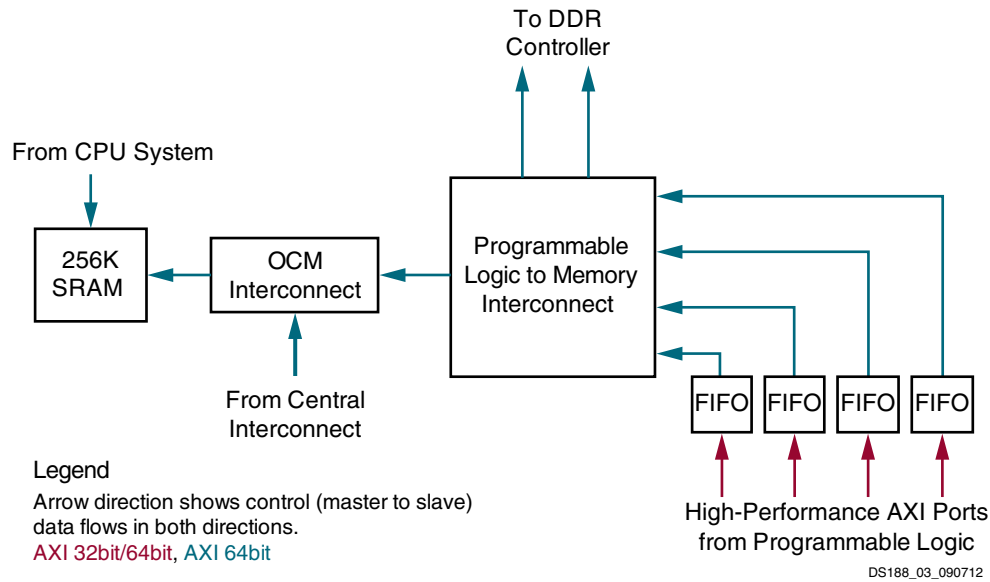 To DDR
Controller
From CPU System
256K
SRAM
OCM
Interconnect
Programmable
Logic to Memory
Interconnect
From Central
Interconnect
FIFO
FIFO
FIFO
FIFO
High-Performance AXI Ports
from Programmable Logic
Legend
Arrow direction shows control (master to slave)
data flows in both directions.
AXI 32bit/64bit, AXI 64bit
DS188_03_090712